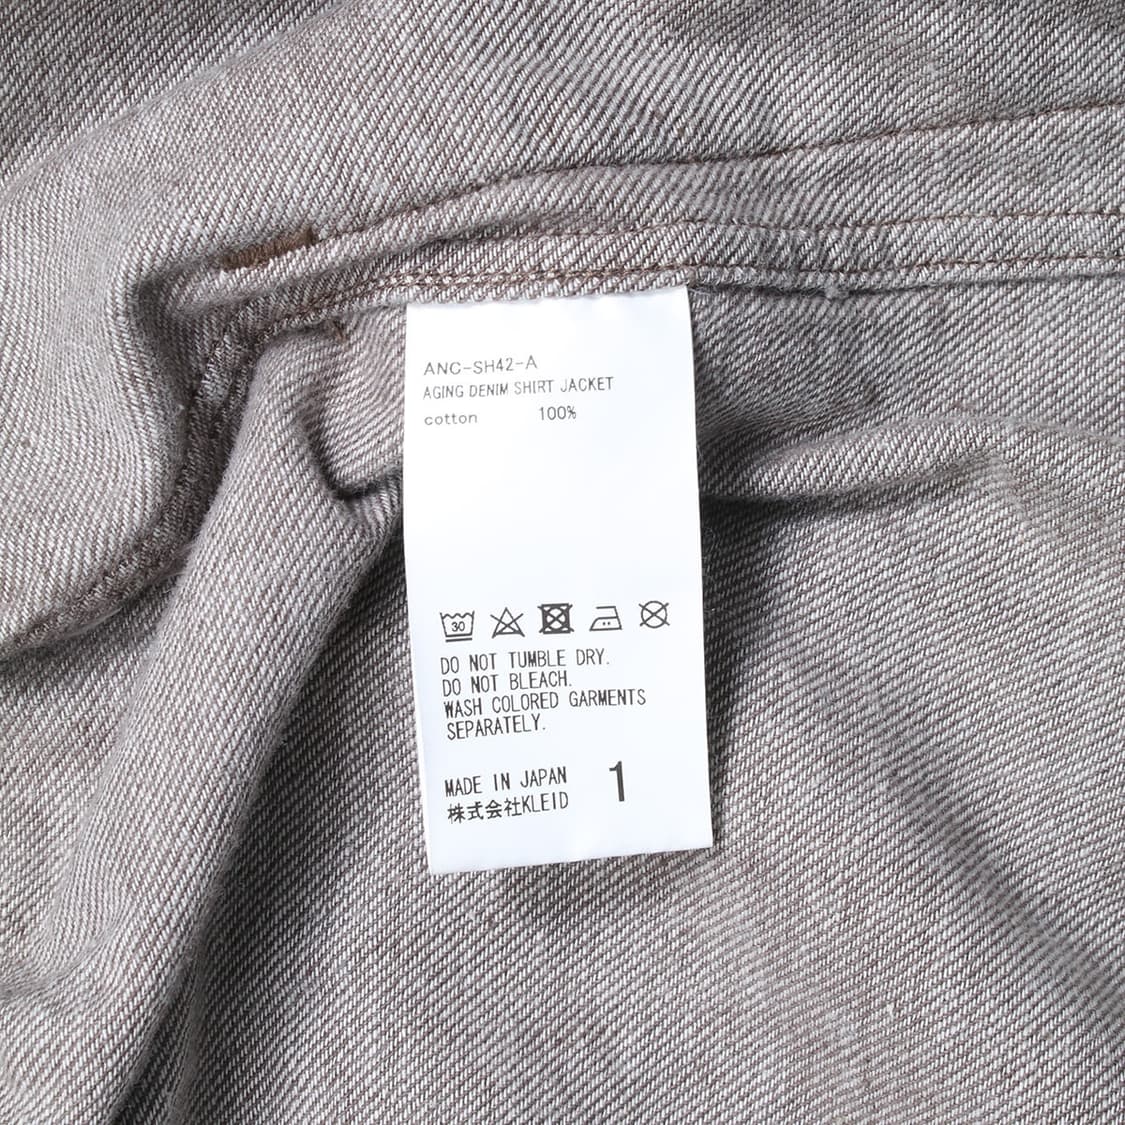 ANC-SH42-A
AGING DENIM SHIRT JACKET
cotton 100%
30
DO NOT TUMBLE DRY.
DO NOT BLEACH.
WASH COLORED GARMENTS
SEPARATELY.
MADE IN JAPAN 1
株式会社KLEID